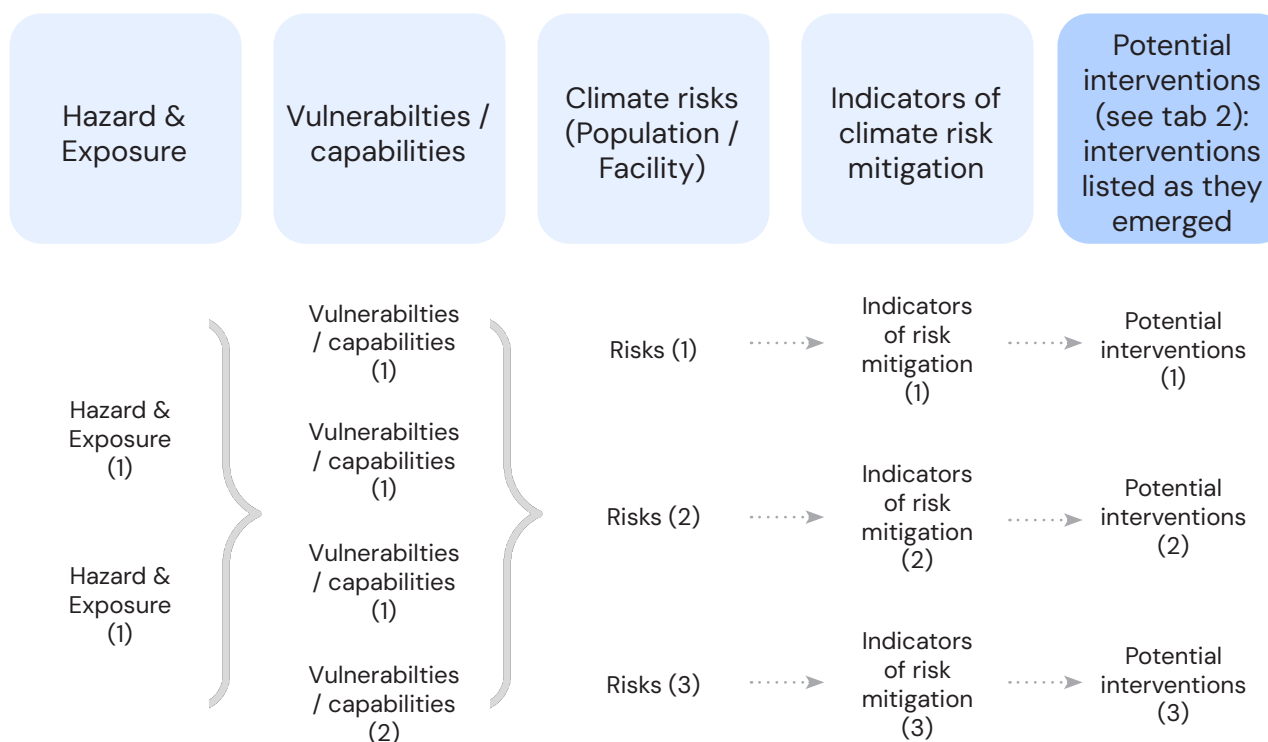 Hazard &
Exposure
Vulnerabilties /
capabilities
Climate risks
(Population /
Facility)
Indicators of
climate risk
mitigation
Potential
interventions
(see tab 2):
interventions
listed as they
emerged
Hazard &
Exposure
(1)
Hazard &
Exposure
(1)
Vulnerabilties
/ capabilities
(1)
Vulnerabilties
/ capabilities
(1)
Vulnerabilties
/ capabilities
(1)
Vulnerabilties
/ capabilities
(2)
Risks (1)
Indicators
of risk
mitigation
(1)
Potential
interventions
(1)
Risks (2)
Indicators
of risk
mitigation
(2)
Potential
interventions
(2)
Risks (3)
Indicators
of risk
mitigation
(3)
Potential
interventions
(3)